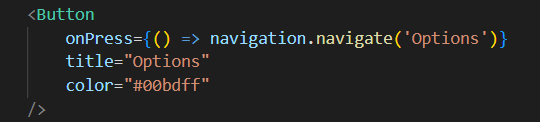 <Button
onPress={() => navigation.navigate('Options')}
title="Options"
color="#00bdff"
/>